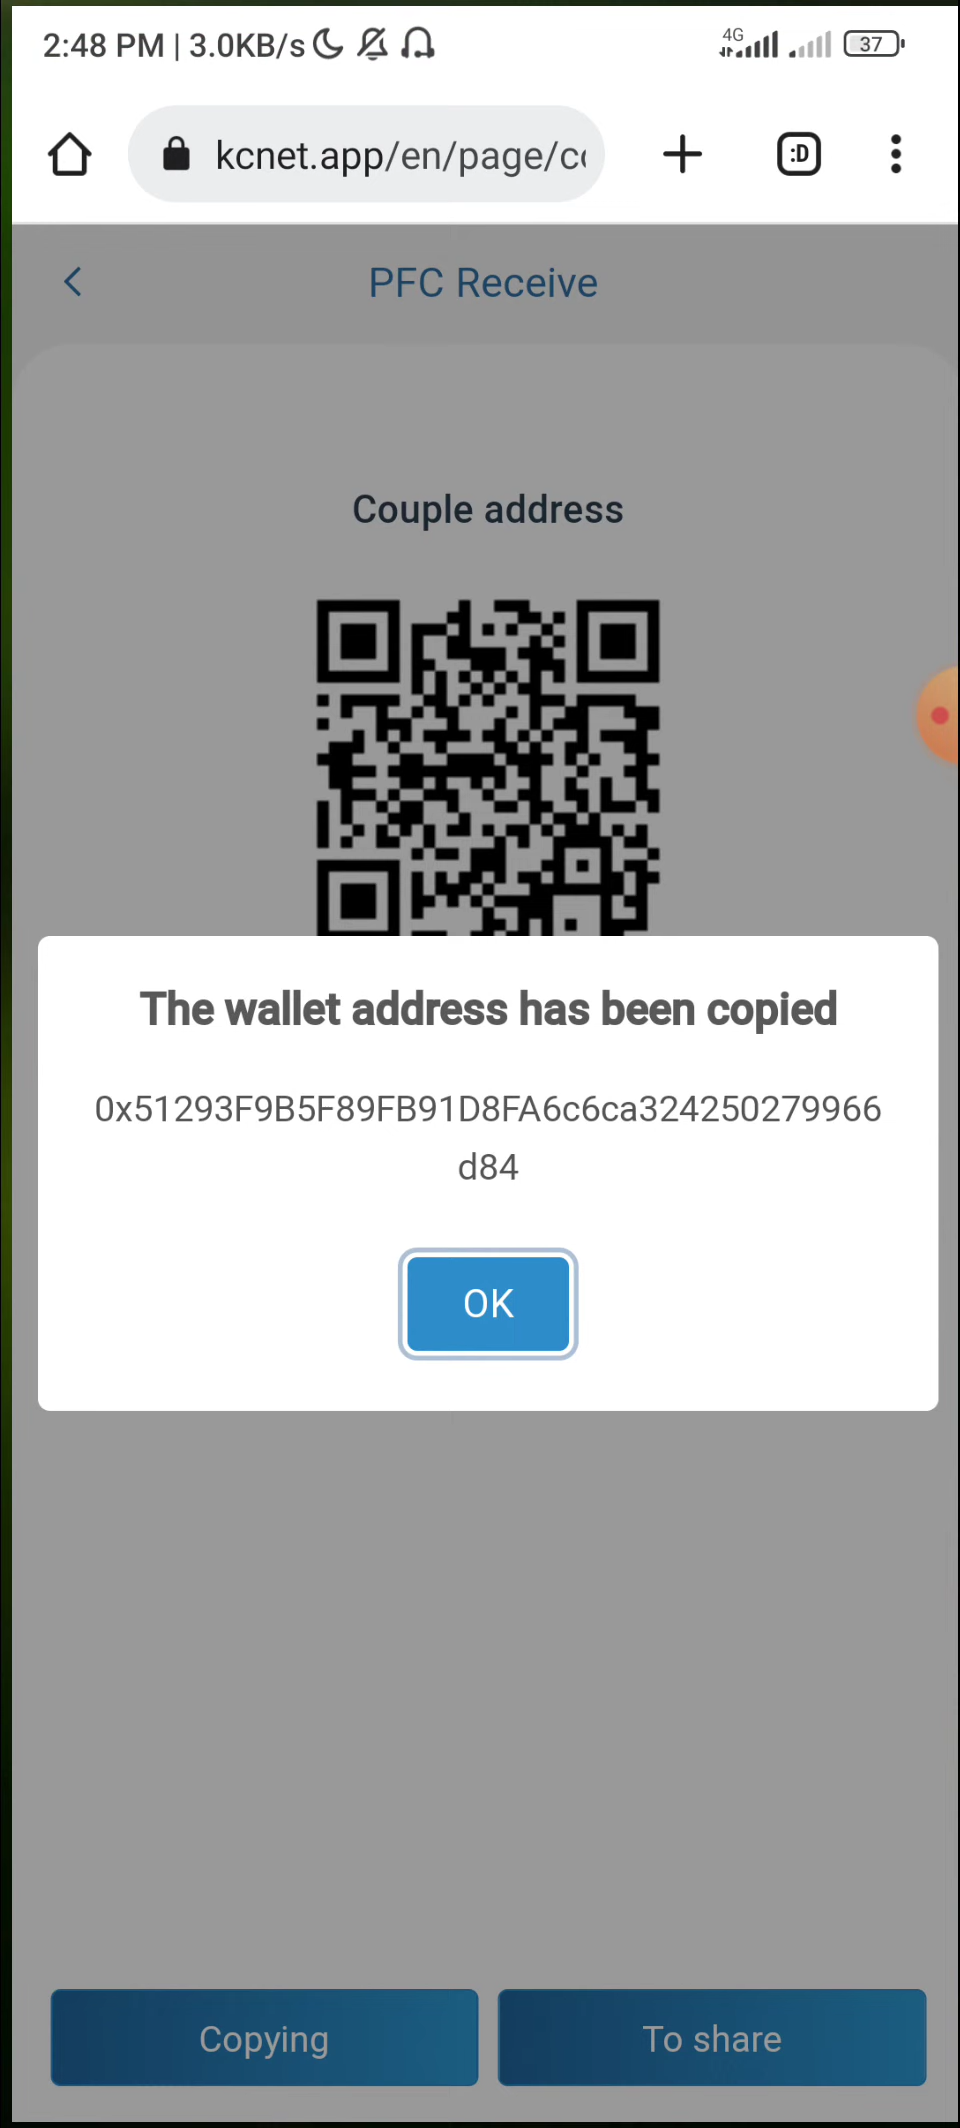 2:48 PM | 3.0KB/s
4G
37
kcnet.app/en/page/c
:D
PFC Receive
Couple address
The wallet address has been copied
0x51293F9B5F89FB91D8FA6c6ca324250279966
d84
OK
Copying
To share